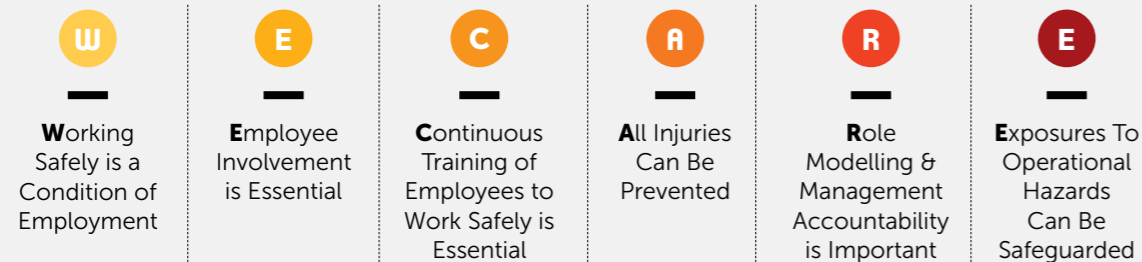 W
Working
Safely is a
Condition of
Employment
E
Employee
Involvement
is Essential
C
Continuous
Training of
Employees to
Work Safely is
Essential
A
All Injuries
Can Be
Prevented
R
Role
Modelling &
Management
Accountability
is Important
E
Exposures To
Operational
Hazards
Can Be
Safeguarded